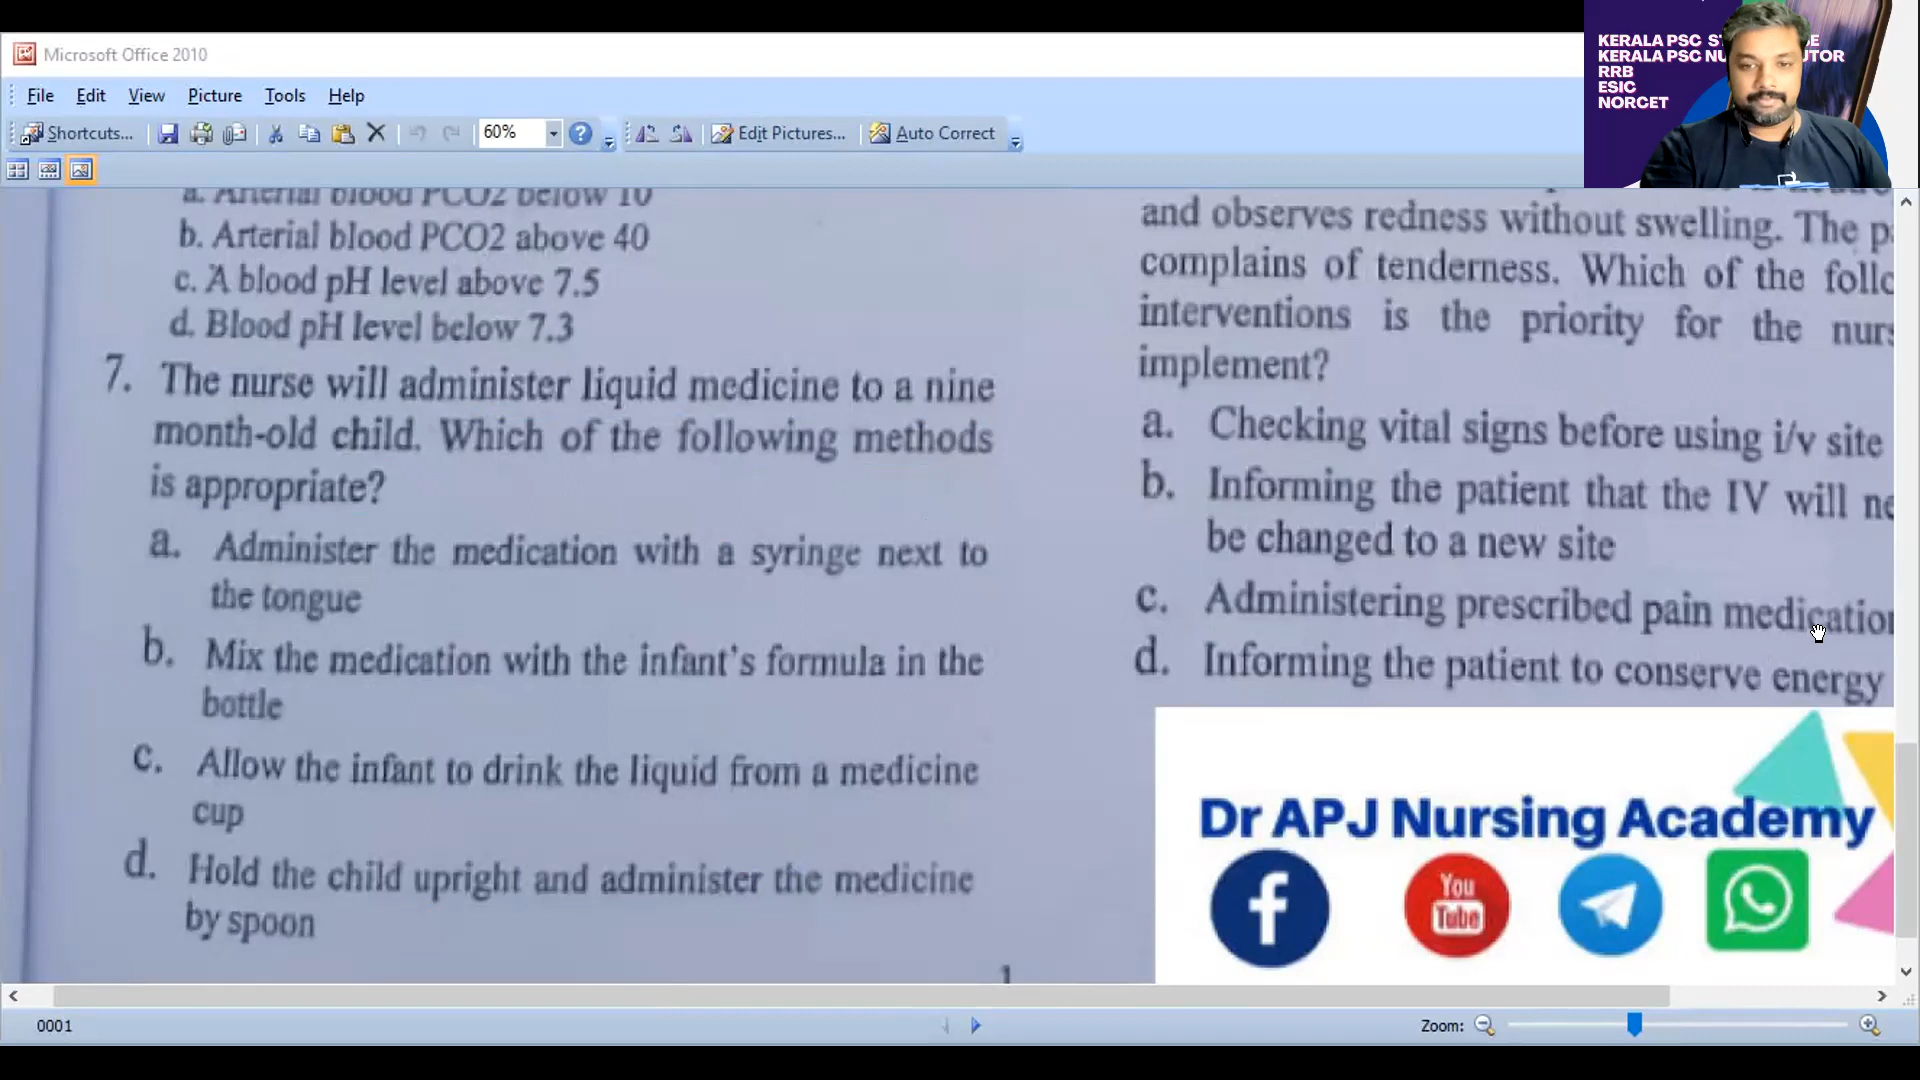 Microsoft Office 2010
File Edit View Picture Tools Help
Shortcuts... 60% Edit Pictures... Auto Correct
KERALA PSC
KERALA PSC
RRB
ESIC
NORCET
a. Arterial blood PCO2 below 10
b. Arterial blood PCO2 above 40
c. A blood pH level above 7.5
d. Blood pH level below 7.3
7. The nurse will administer liquid medicine to a nine
month-old child. Which of the following methods
is appropriate?
a. Administer the medication with a syringe next to
the tongue
b. Mix the medication with the infant's formula in the
bottle
c. Allow the infant to drink the liquid from a medicine
cup
d. Hold the child upright and administer the medicine
by spoon
1
and observes redness without swelling. The
complains of tenderness. Which of the
interventions is the priority for the
implement?
a. Checking vital signs before using i/v site
b. Informing the patient that the IV will
be changed to a new site
c. Administering prescribed pain
d. Informing the patient to conserve energy
Dr APJ Nursing Academy
You
Tube
0001
Zoom: